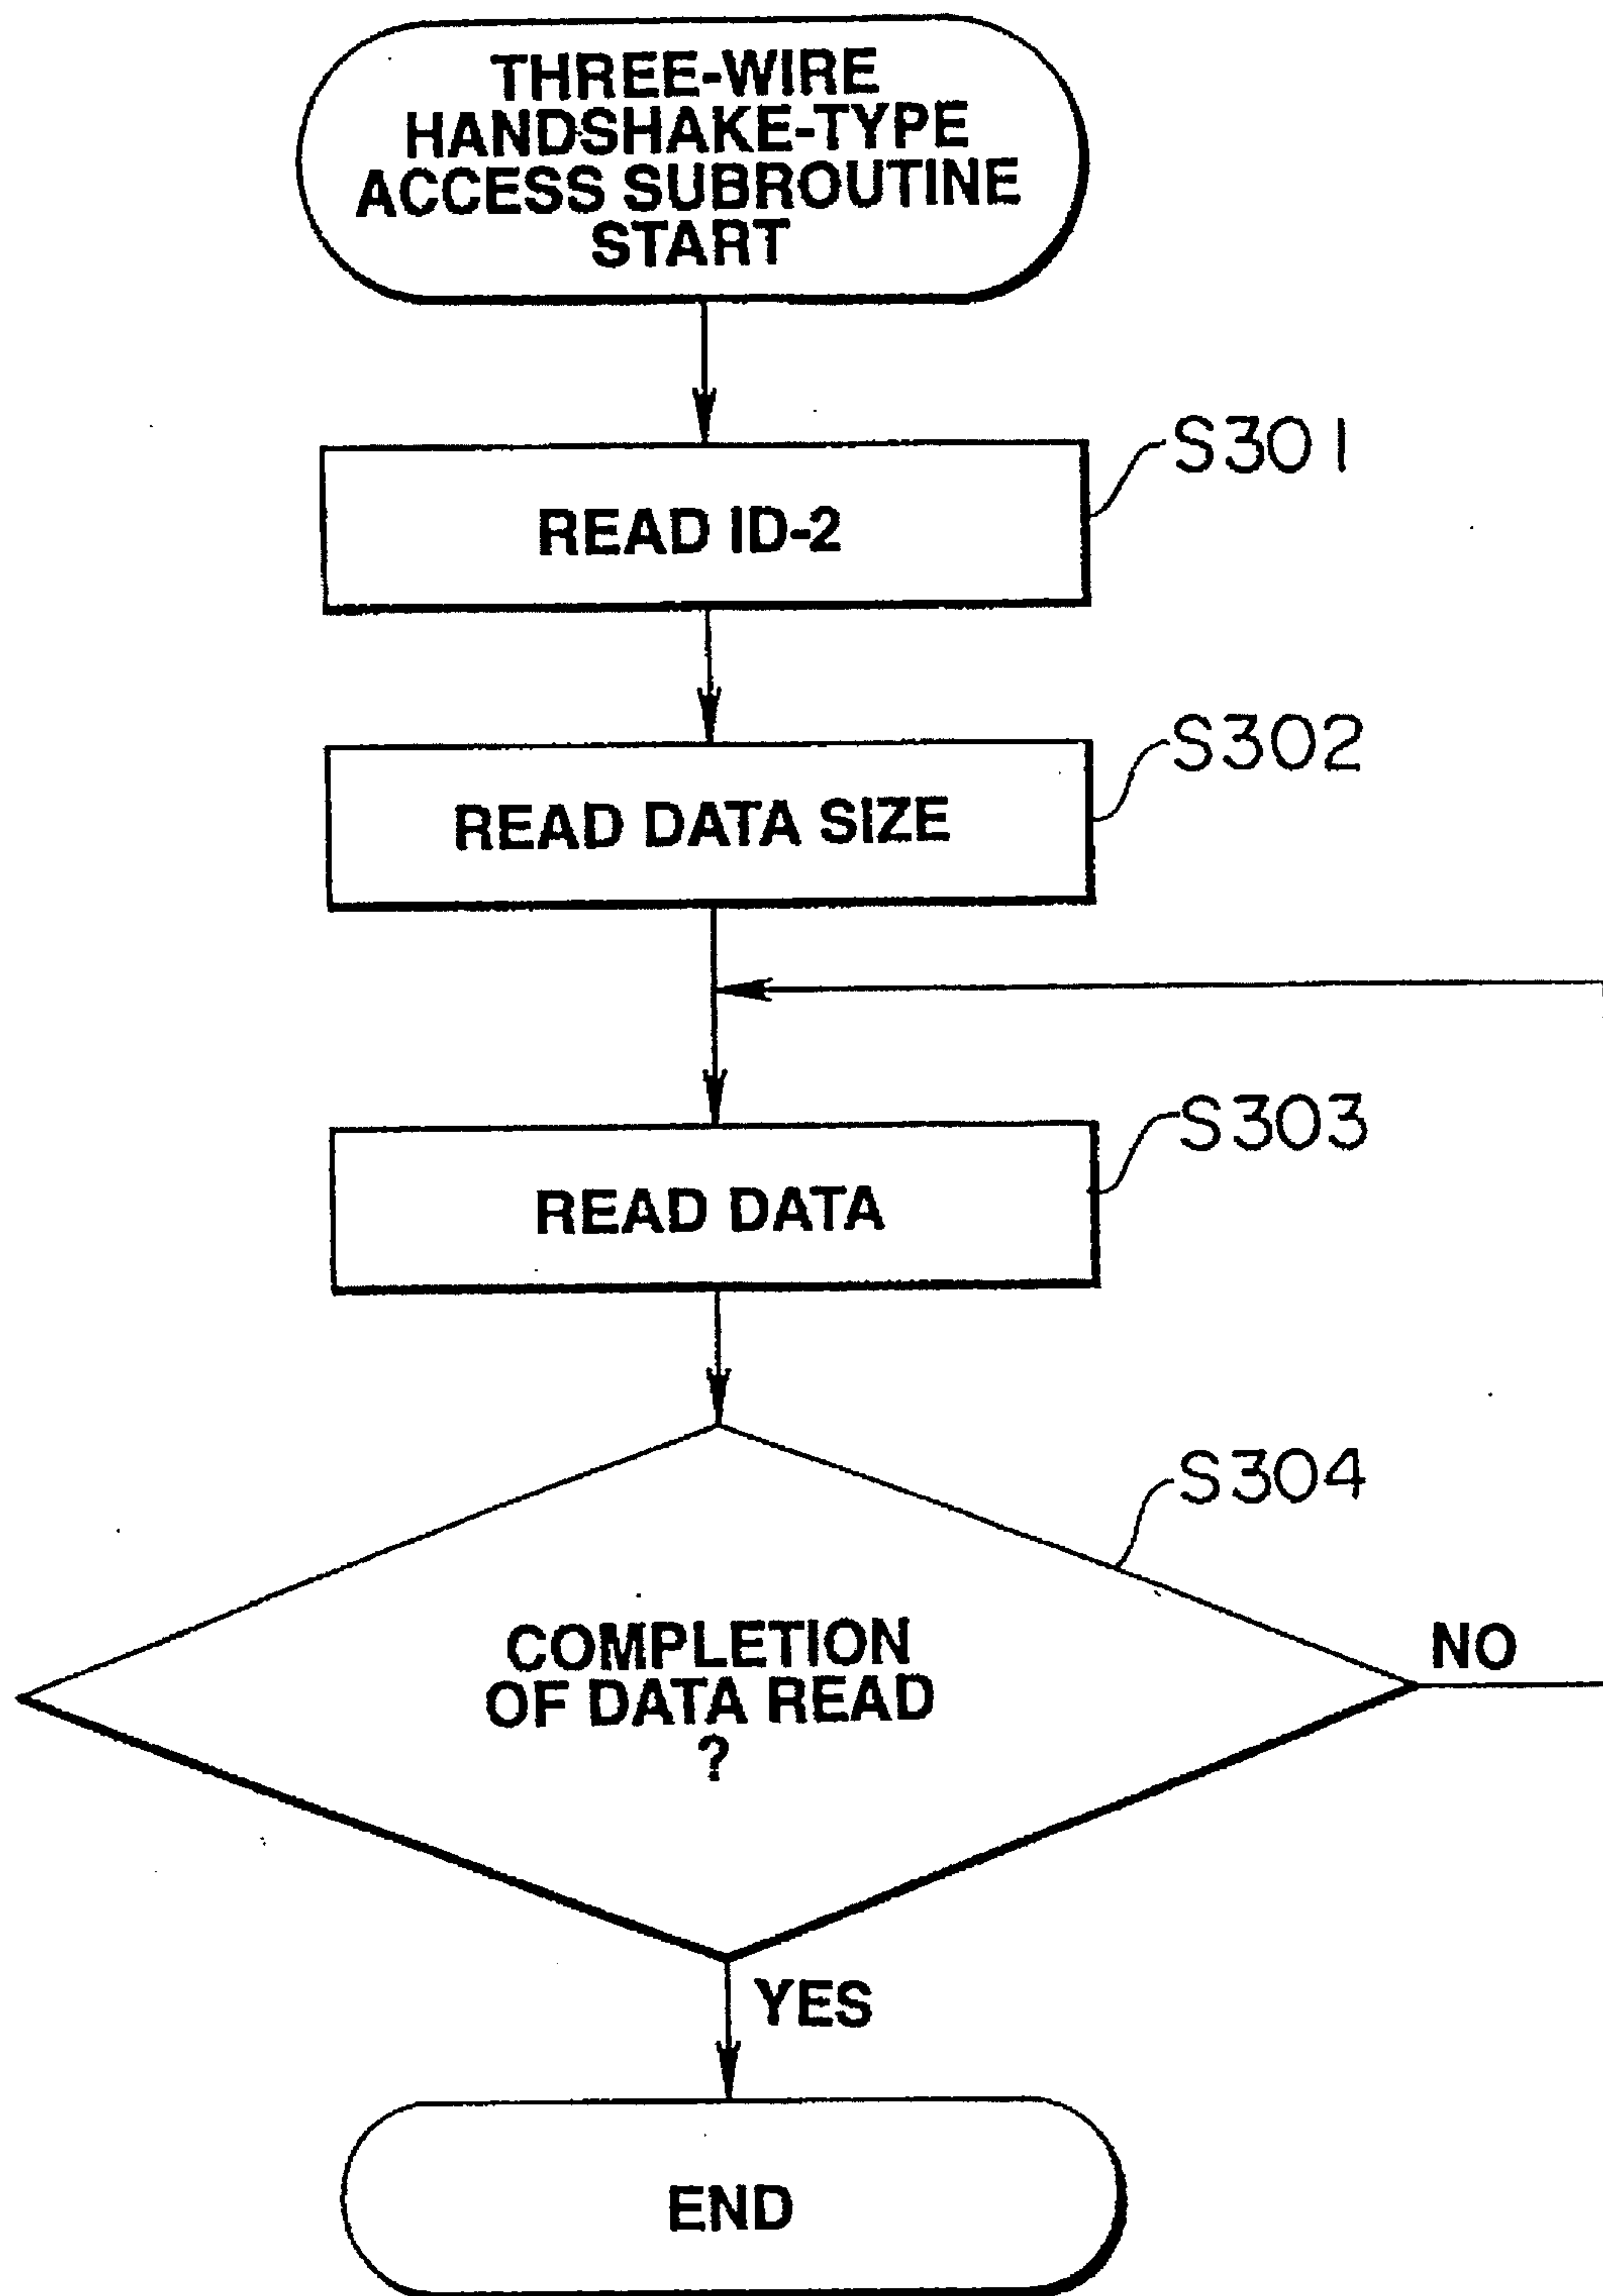 THREE-WIRE
HANDSHAKE-TYPE
ACCESS SUBROUTINE
START
S301
READ ID-2
S302
READ DATA SIZE
S303
READ DATA
S304
COMPLETION
OF DATA READ
?
NO
YES
END